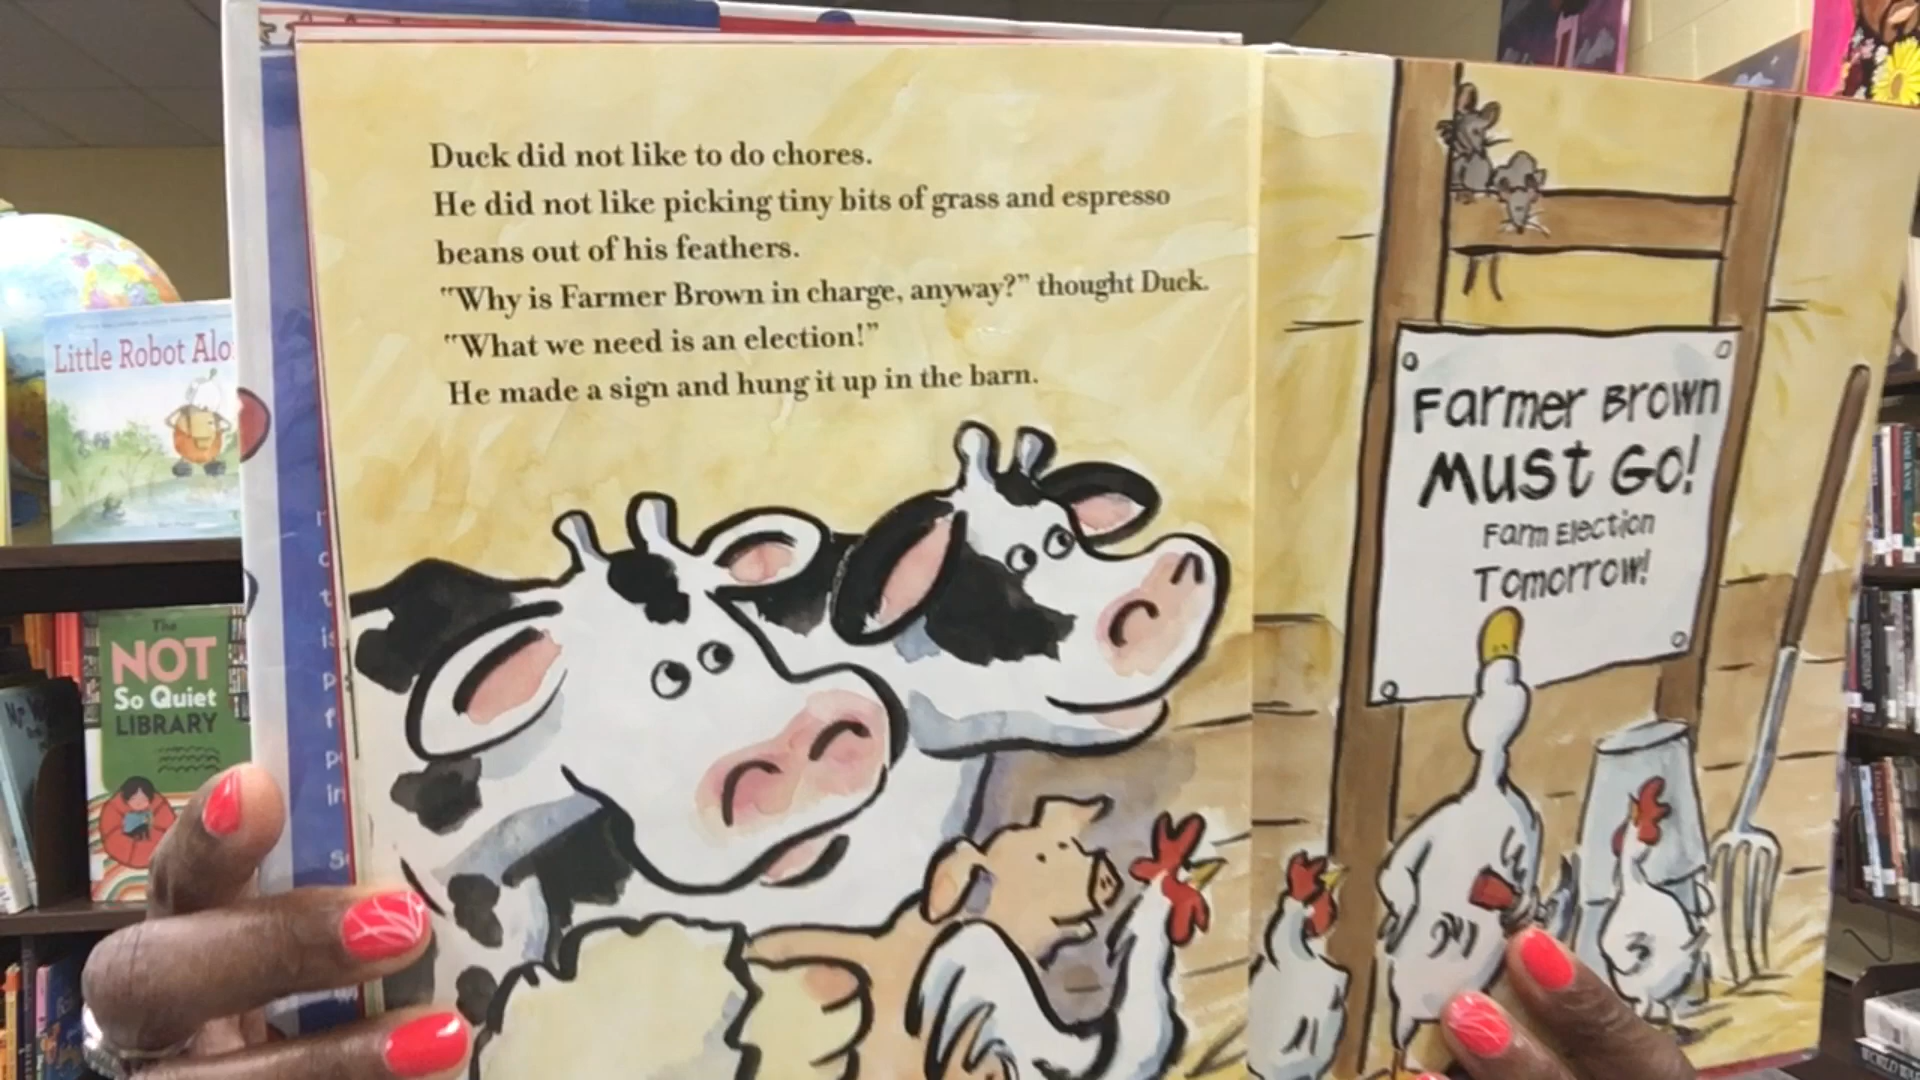 Duck did not like to do chores.
He did not like picking tiny bits of grass and espresso
beans out of his feathers.
"Why is Farmer Brown in charge, anyway?" thought Duck.
"What we need is an election!"
He made a sign and hung it up in the barn.
Farmer Brown
Must Go!
Farm Election
Tomorrow!
Little Robot Alo
The
NOT
So Quiet
LIBRARY